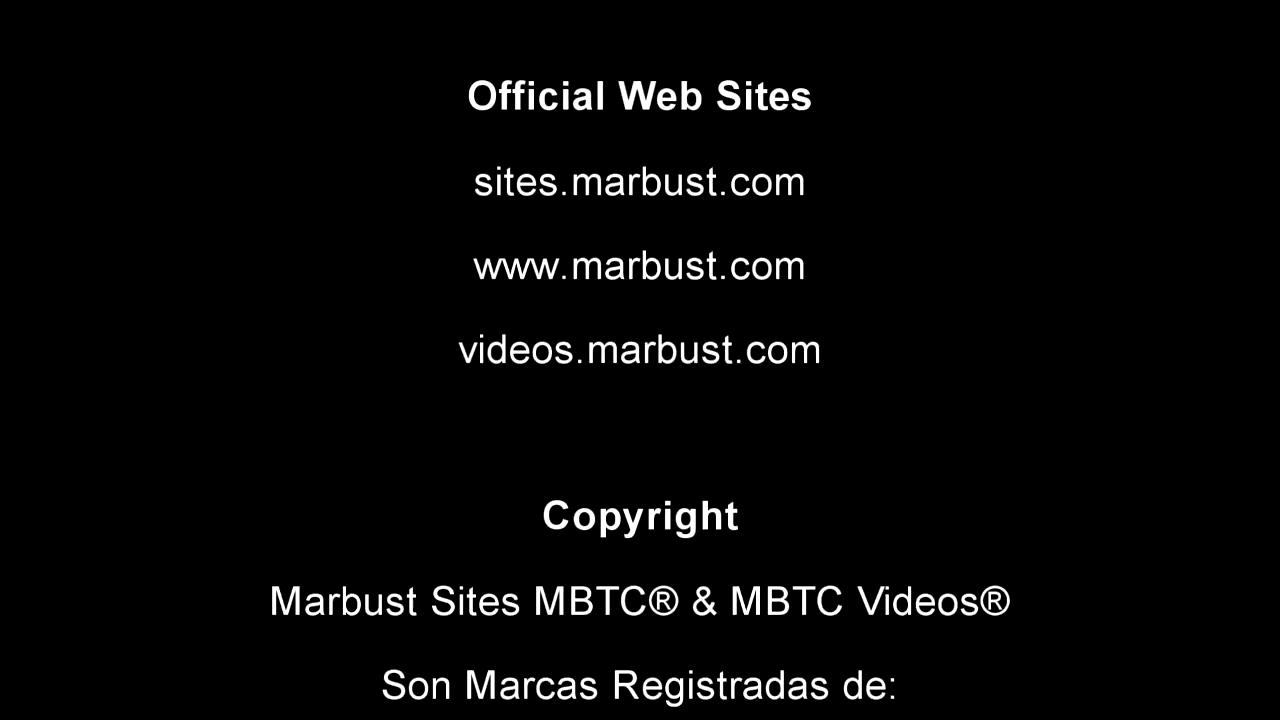 Official Web Sites
sites.marbust.com
www.marbust.com
videos.marbust.com
Copyright
Marbust Sites MBTC® & MBTC Videos®
Son Marcas Registradas de: